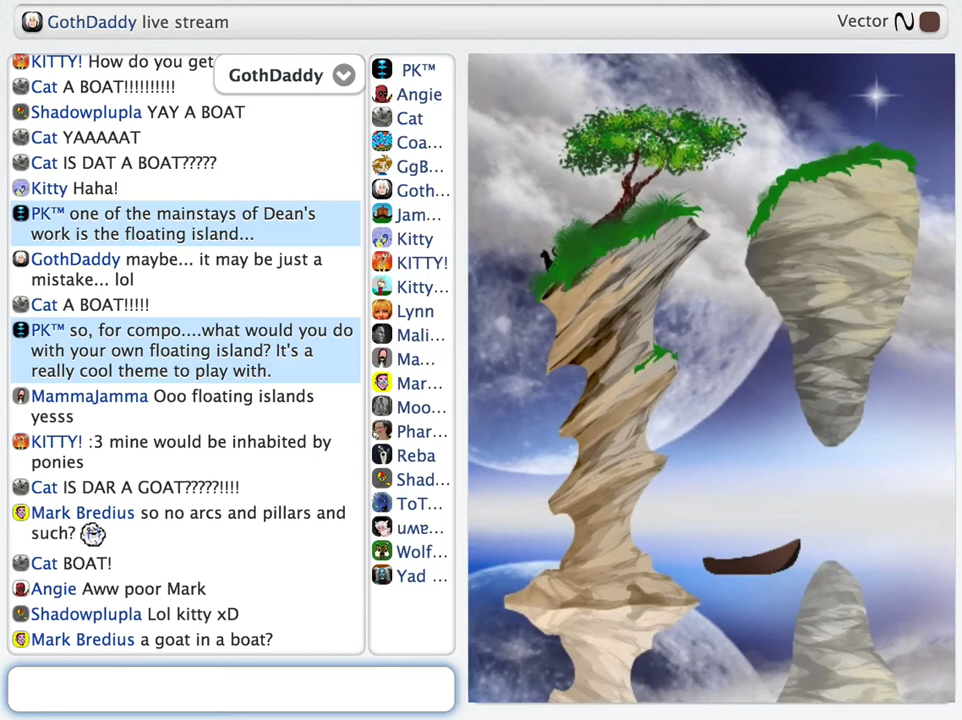 GothDaddy live stream
Vector
KITTY! How do you get
GothDaddy
Cat A BOAT!!!!!!!!!!
Shadowplupla YAY A BOAT
Cat YAAAAAT
Cat IS DAT A BOAT?????
Kitty Haha!
PK™ one of the mainstays of Dean's
work is the floating island...
GothDaddy maybe... it may be just a
mistake... lol
Cat A BOAT!!!!!
PK™ so, for compo....what would you do
with your own floating island? It's a
really cool theme to play with.
MammaJamma Ooo floating islands
yesss
KITTY! :3 mine would be inhabited by
ponies
Cat IS DAR A GOAT?????!!!!
Mark Bredius so no arcs and pillars and
such?
Cat BOAT!
Angie Aww poor Mark
Shadowplupla Lol kitty xD
Mark Bredius a goat in a boat?
PK™
Angie
Cat
Coa...
GgB...
Goth...
Jam...
Kitty
KITTY!
Kitty...
Lynn
Mali...
Ma...
Mar...
Moo...
Phar...
Reba
Shad...
ToT...
uwɐ...
Wolf...
Yad ...